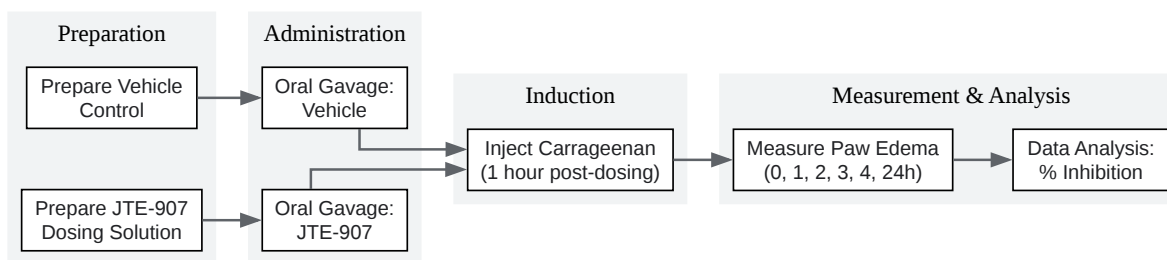 Preparation
Administration
Prepare Vehicle
Control
Oral Gavage:
Vehicle
Induction
Measurement & Analysis
Inject Carrageenan
(1 hour post-dosing)
Measure Paw Edema
(0, 1, 2, 3, 4, 24h)
Data Analysis:
% Inhibition
Prepare JTE-907
Dosing Solution
Oral Gavage:
JTE-907